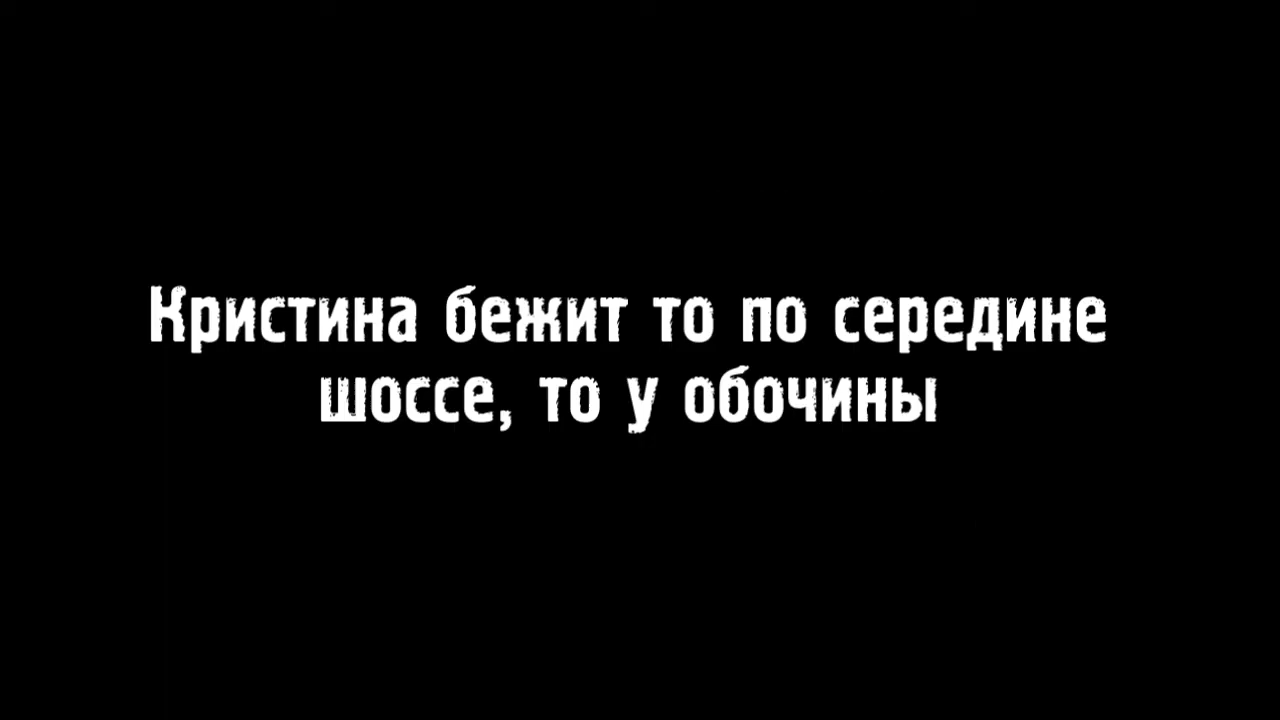 Кристина бежит то по середине
шоссе, то у обочины